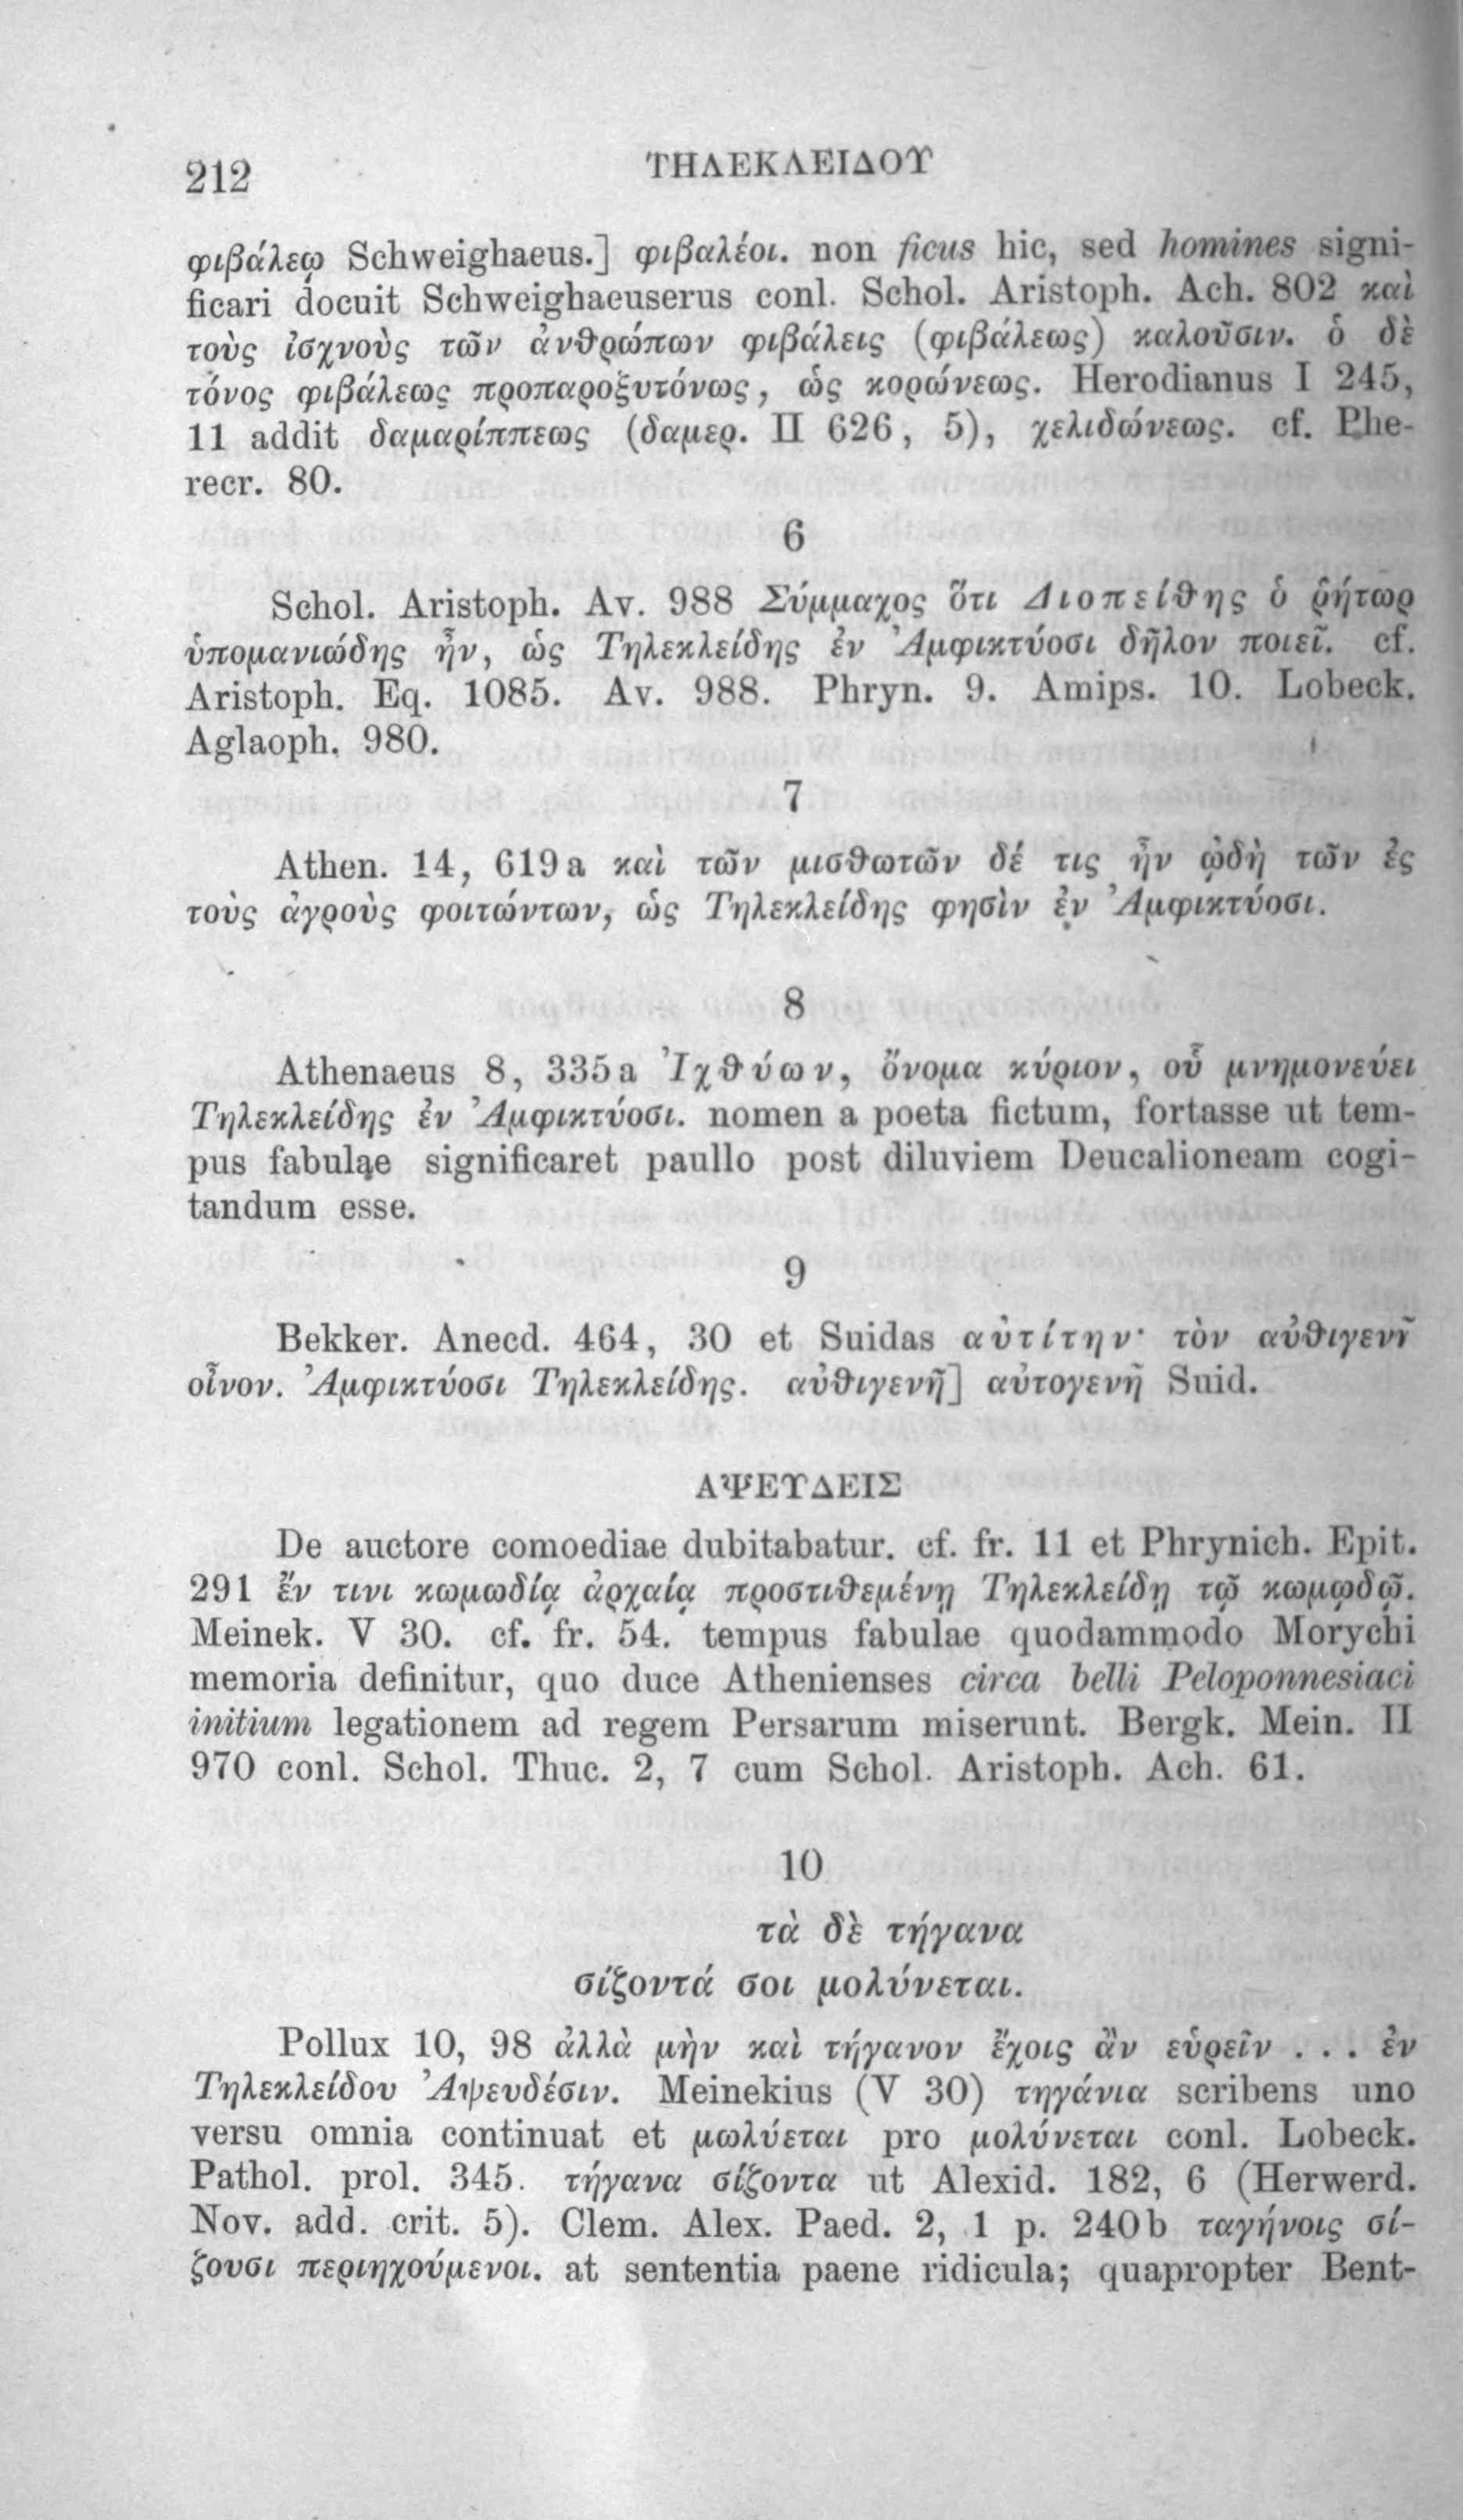 212
ΤΗΛΕΚΛΕΙΔΟΥ
φιβάλεῳ Schweighaeus.] φιβαλέοι. non ficus hic, sed homines signi-
ficari docuit Schweighaeuserus conl. Schol. Aristoph. Ach. 802 καὶ
τοὺς ἰσχνοὺς τῶν ἀνθρώπων φιβάλεις (φιβάλεως) καλοῦσιν. ὁ δὲ
τόνος φιβάλεως προπαροξυτόνως, ὡς κορώνεως. Herodianus I 245,
11 addit δαμαρίππεως (δαμερ. II 626, 5), χελιδώνεως. cf. Phe-
recr. 80.
6
Schol. Aristoph. Av. 988 Σύμμαχος ὅτι Διοπείθης ὁ ῥήτωρ
ὑπομανιώδης ἦν, ὡς Τηλεκλείδης ἐν Ἀμφικτύοσι δῆλον ποιεῖ. cf.
Aristoph. Eq. 1085. Av. 988. Phryn. 9. Amips. 10. Lobeck.
Aglaoph. 980.
7
Athen. 14, 619a καὶ τῶν μισθωτῶν δέ τις ἦν ᾠδὴ τῶν ἐς
τοὺς ἀγροὺς φοιτώντων, ὡς Τηλεκλείδης φησὶν ἐν Ἀμφικτύοσι.
8
Athenaeus 8, 335a Ἰχθύων, ὄνομα κύριον, οὗ μνημονεύει
Τηλεκλείδης ἐν Ἀμφικτύοσι. nomen a poeta fictum, fortasse ut tem-
pus fabulae significaret paullo post diluviem Deucalioneam cogi-
tandum esse.
9
Bekker. Anecd. 464, 30 et Suidas αὐτίτην· τὸν αὐθιγενῆ
οἶνον. Ἀμφικτύοσι Τηλεκλείδης. αὐθιγενῆ] αὐτογενῆ Suid.
ΑΨΕΥΔΕΙΣ
De auctore comoediae dubitabatur. cf. fr. 11 et Phrynich. Epit.
291 ἔν τινι κωμωδίᾳ ἀρχαίᾳ προστιθεμένῃ Τηλεκλείδῃ τῷ κωμῳδῷ.
Meinek. V 30. cf. fr. 54. tempus fabulae quodammodo Morychi
memoria definitur, quo duce Athenienses circa belli Peloponnesiaci
initium legationem ad regem Persarum miserunt. Bergk. Mein. II
970 conl. Schol. Thuc. 2, 7 cum Schol. Aristoph. Ach. 61.
10
τὰ δὲ τήγανα
σίζοντά σοι μολύνεται.
Pollux 10, 98 ἀλλὰ μὴν καὶ τήγανον ἔχοις ἂν εὑρεῖν . . . ἐν
Τηλεκλείδου Ἀψευδέσιν. Meinekius (V 30) τηγάνια scribens uno
versu omnia continuat et μωλύεται pro μολύνεται conl. Lobeck.
Pathol. prol. 345. τήγανα σίζοντα ut Alexid. 182, 6 (Herwerd.
Nov. add. crit. 5). Clem. Alex. Paed. 2, 1 p. 240b ταγήνοις σί-
ζουσι περιηχούμενοι. at sententia paene ridicula; quapropter Bent-